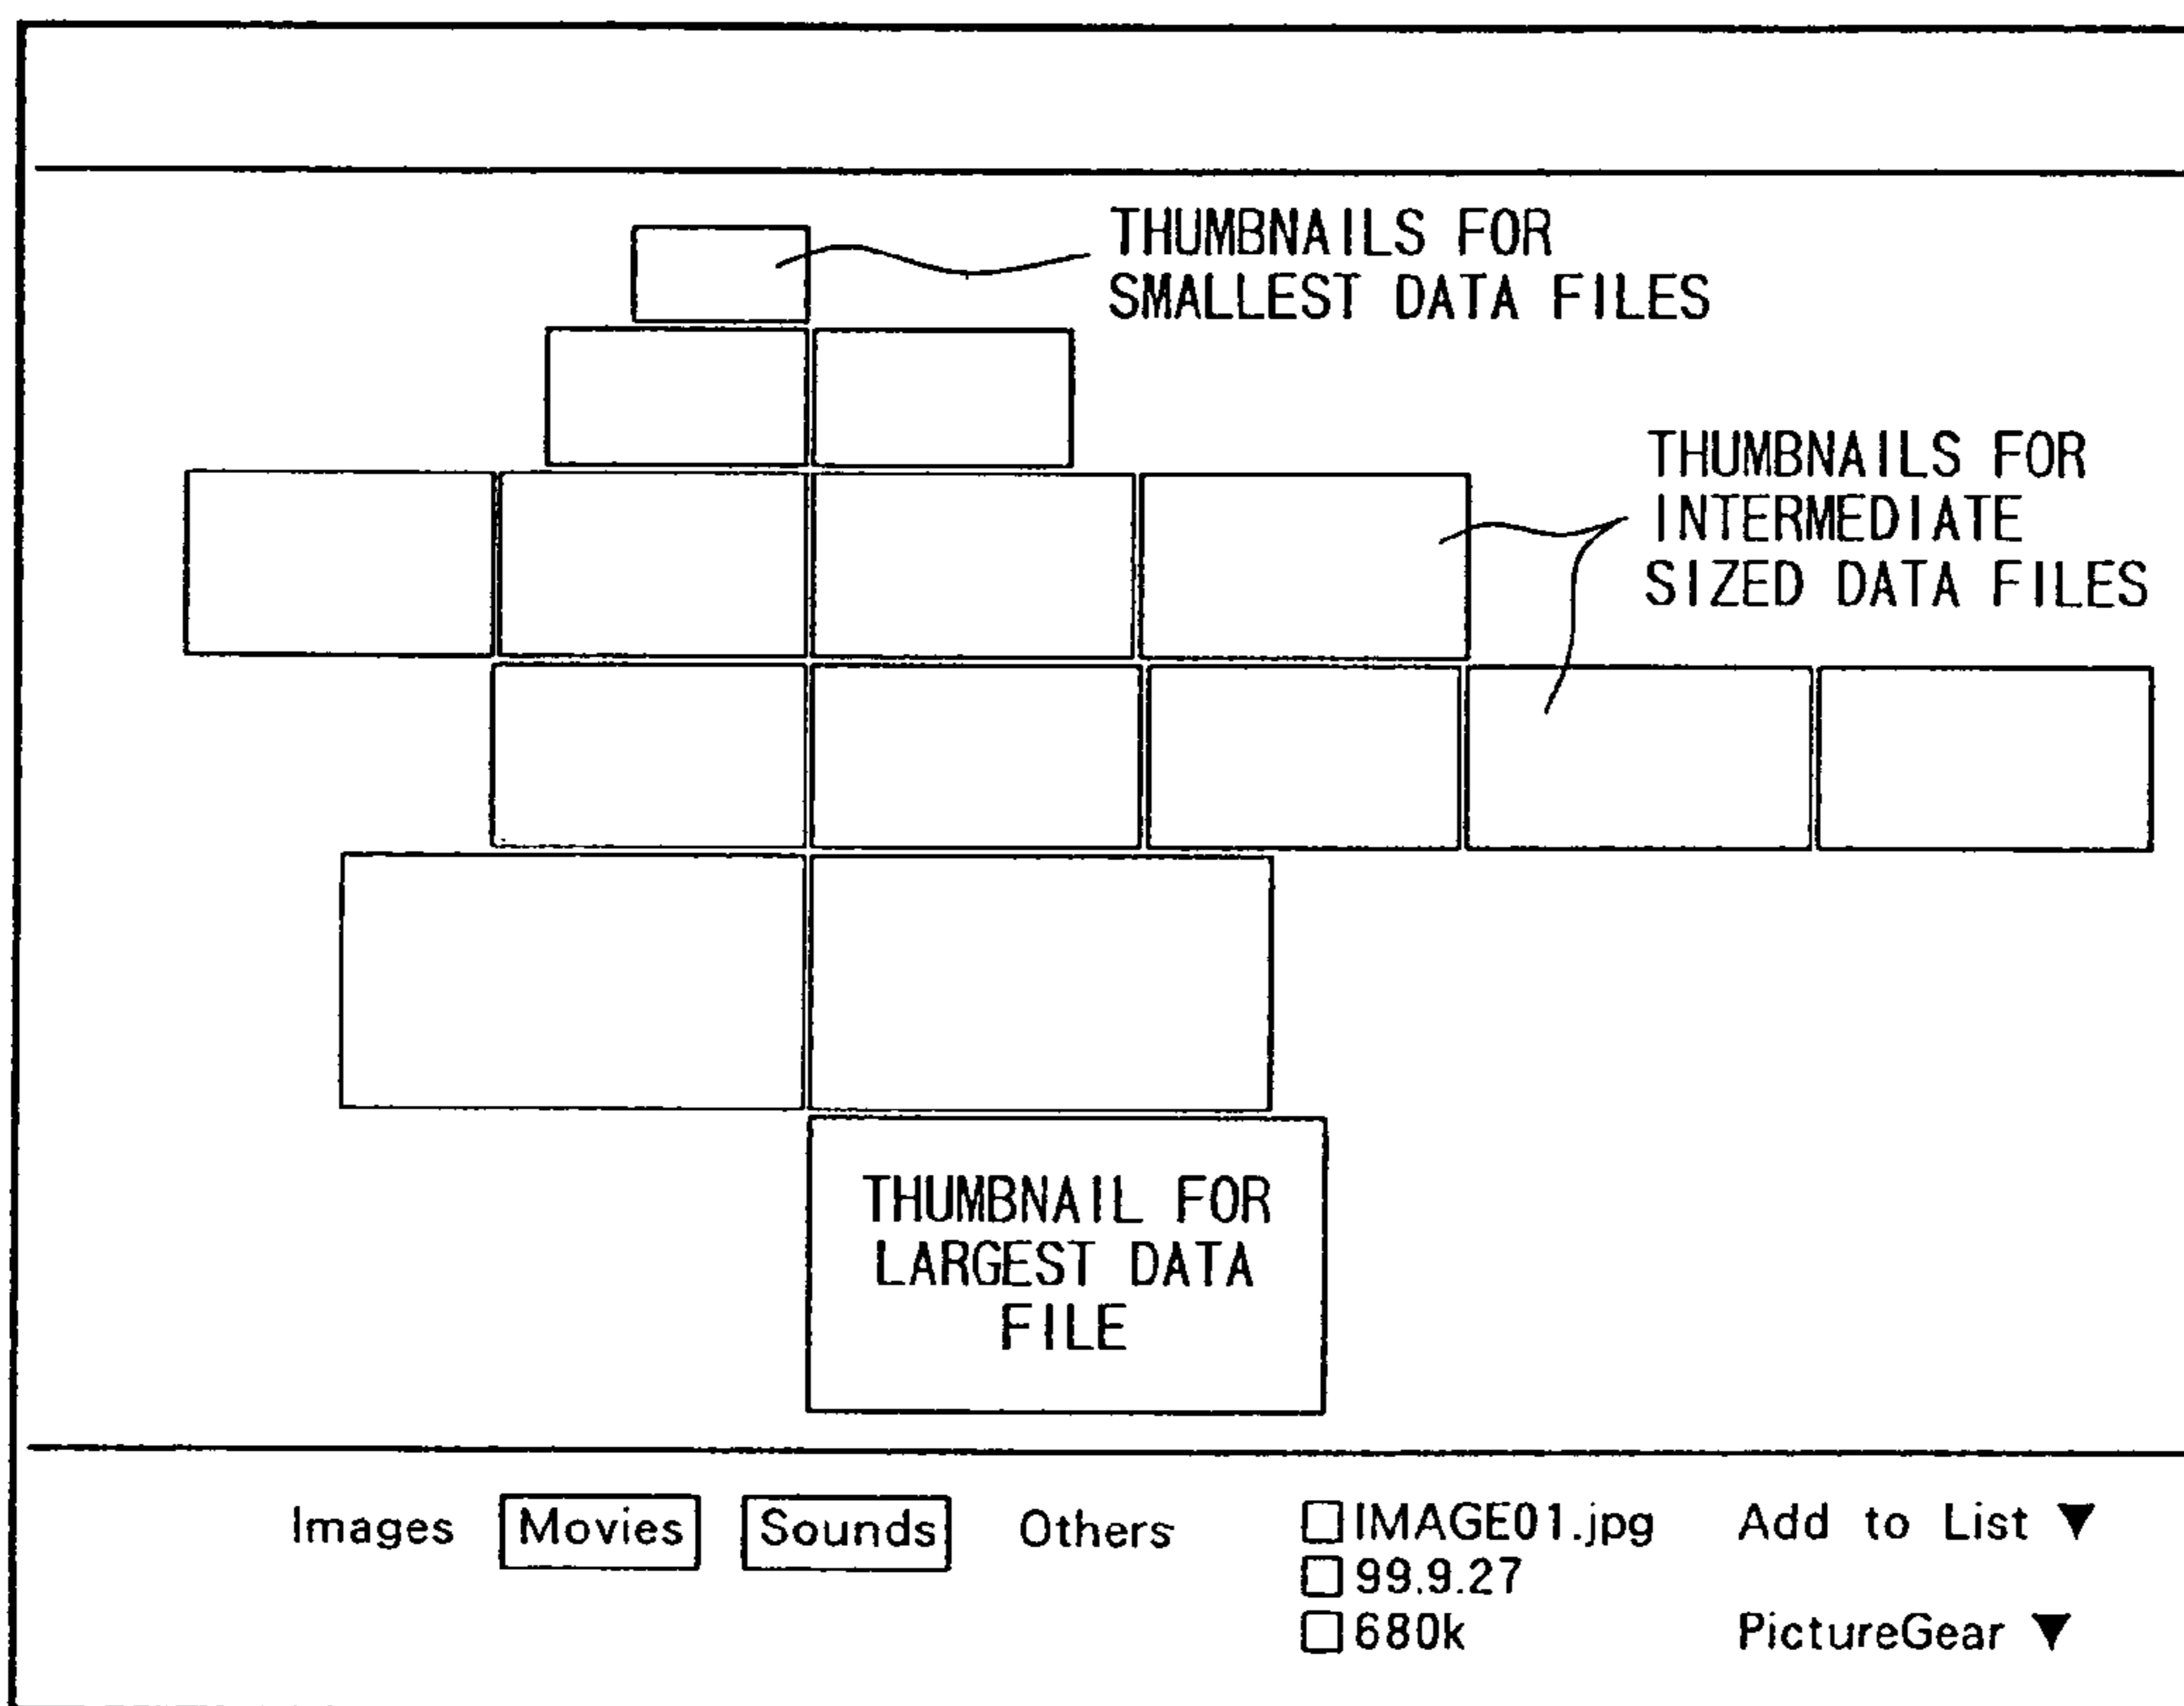 THUMBNAILS FOR
SMALLEST DATA FILES
THUMBNAILS FOR
INTERMEDIATE
SIZED DATA FILES
THUMBNAIL FOR
LARGEST DATA
FILE
Images Movies Sounds Others
IMAGE01.jpg Add to List ▼
99.9.27
680k PictureGear ▼